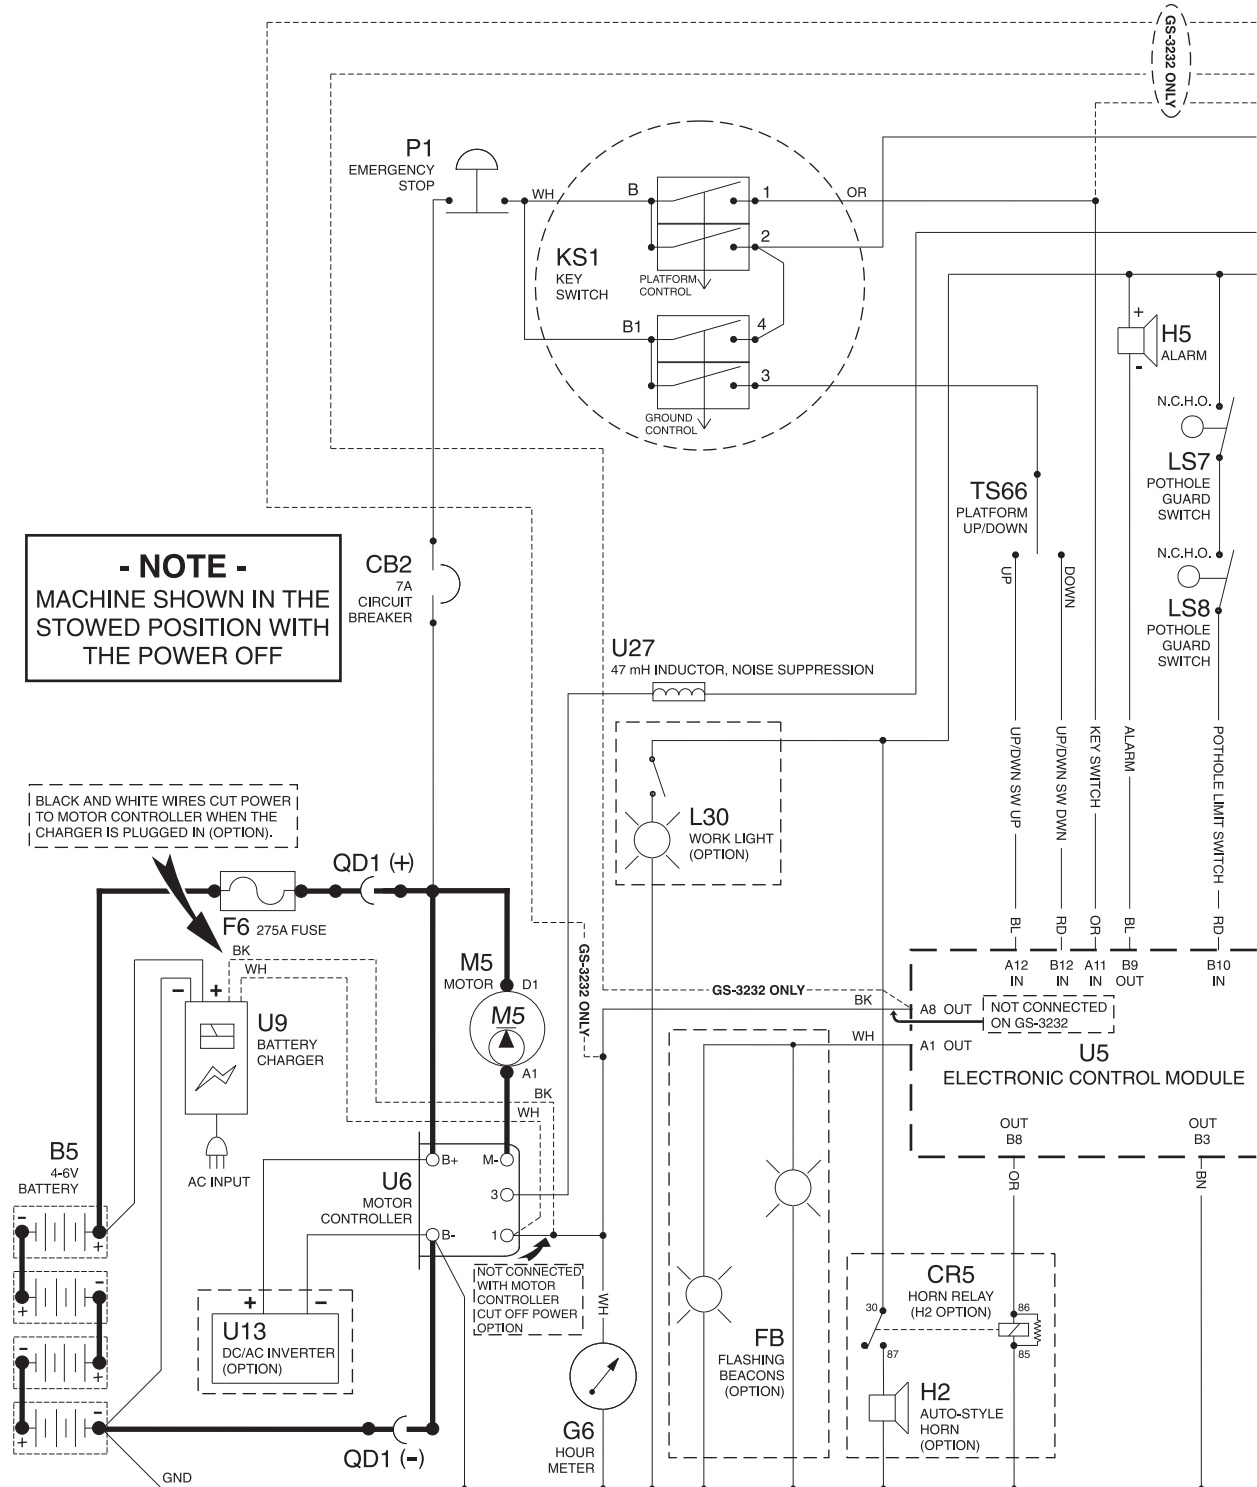 GS-3232 ONLY
P1
EMERGENCY
STOP
WH
B
1
OR
2
KS1
KEY
SWITCH
PLATFORM
CONTROL
B1
4
3
GROUND
CONTROL
+
H5
ALARM
-
N.C.H.O.
LS7
POTHOLE
GUARD
SWITCH
TS66
PLATFORM
UP/DOWN
UP
DOWN
N.C.H.O.
LS8
POTHOLE
GUARD
SWITCH
- NOTE -
MACHINE SHOWN IN THE
STOWED POSITION WITH
THE POWER OFF
CB2
7A
CIRCUIT
BREAKER
U27
47 mH INDUCTOR, NOISE SUPPRESSION
UP/DWN SW UP
UP/DWN SW DWN
KEY SWITCH
ALARM
POTHOLE LIMIT SWITCH
BLACK AND WHITE WIRES CUT POWER
TO MOTOR CONTROLLER WHEN THE
CHARGER IS PLUGGED IN (OPTION).
L30
WORK LIGHT
(OPTION)
QD1 (+)
F6 275A FUSE
BL
RD
OR
BL
RD
BK
WH
GS-3232 ONLY
M5
MOTOR
D1
M5
A1
A12
IN
B12
IN
A11
IN
B9
OUT
B10
IN
GS-3232 ONLY
BK
A8 OUT
NOT CONNECTED
ON GS-3232
WH
A1 OUT
U5
ELECTRONIC CONTROL MODULE
- +
U9
BATTERY
CHARGER
BK
WH
AC INPUT
OUT
B8
OUT
B3
OR
BN
B5
4-6V
BATTERY
-
+
-
+
-
+
-
+
U6
MOTOR
CONTROLLER
B+
M-
3
B-
1
NOT CONNECTED
WITH MOTOR
CONTROLLER
CUT OFF POWER
OPTION
WH
+ -
U13
DC/AC INVERTER
(OPTION)
QD1 (-)
GND
G6
HOUR
METER
FB
FLASHING
BEACONS
(OPTION)
CR5
HORN RELAY
(H2 OPTION)
30
86
87
85
H2
AUTO-STYLE
HORN
(OPTION)